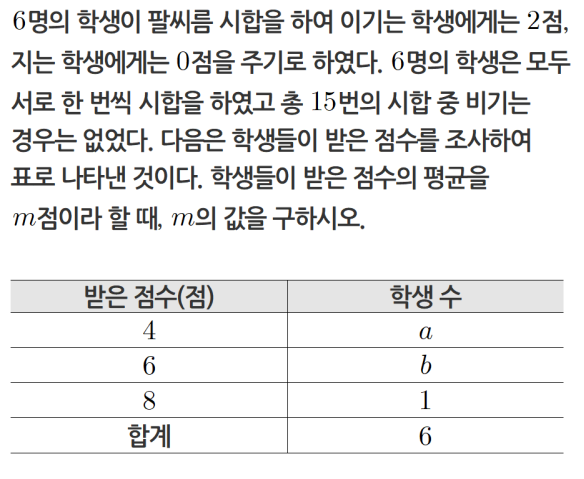 6명의 학생이 팔씨름 시합을 하여 이기는 학생에게는 2점,
지는 학생에게는 0점을 주기로 하였다. 6명의 학생은 모두
서로 한 번씩 시합을 하였고 총 15번의 시합 중 비기는
경우는 없었다. 다음은 학생들이 받은 점수를 조사하여
표로 나타낸 것이다. 학생들이 받은 점수의 평균을
m점이라 할 때, m의 값을 구하시오.
받은 점수(점) 학생 수
4 a
6 b
8 1
합계 6